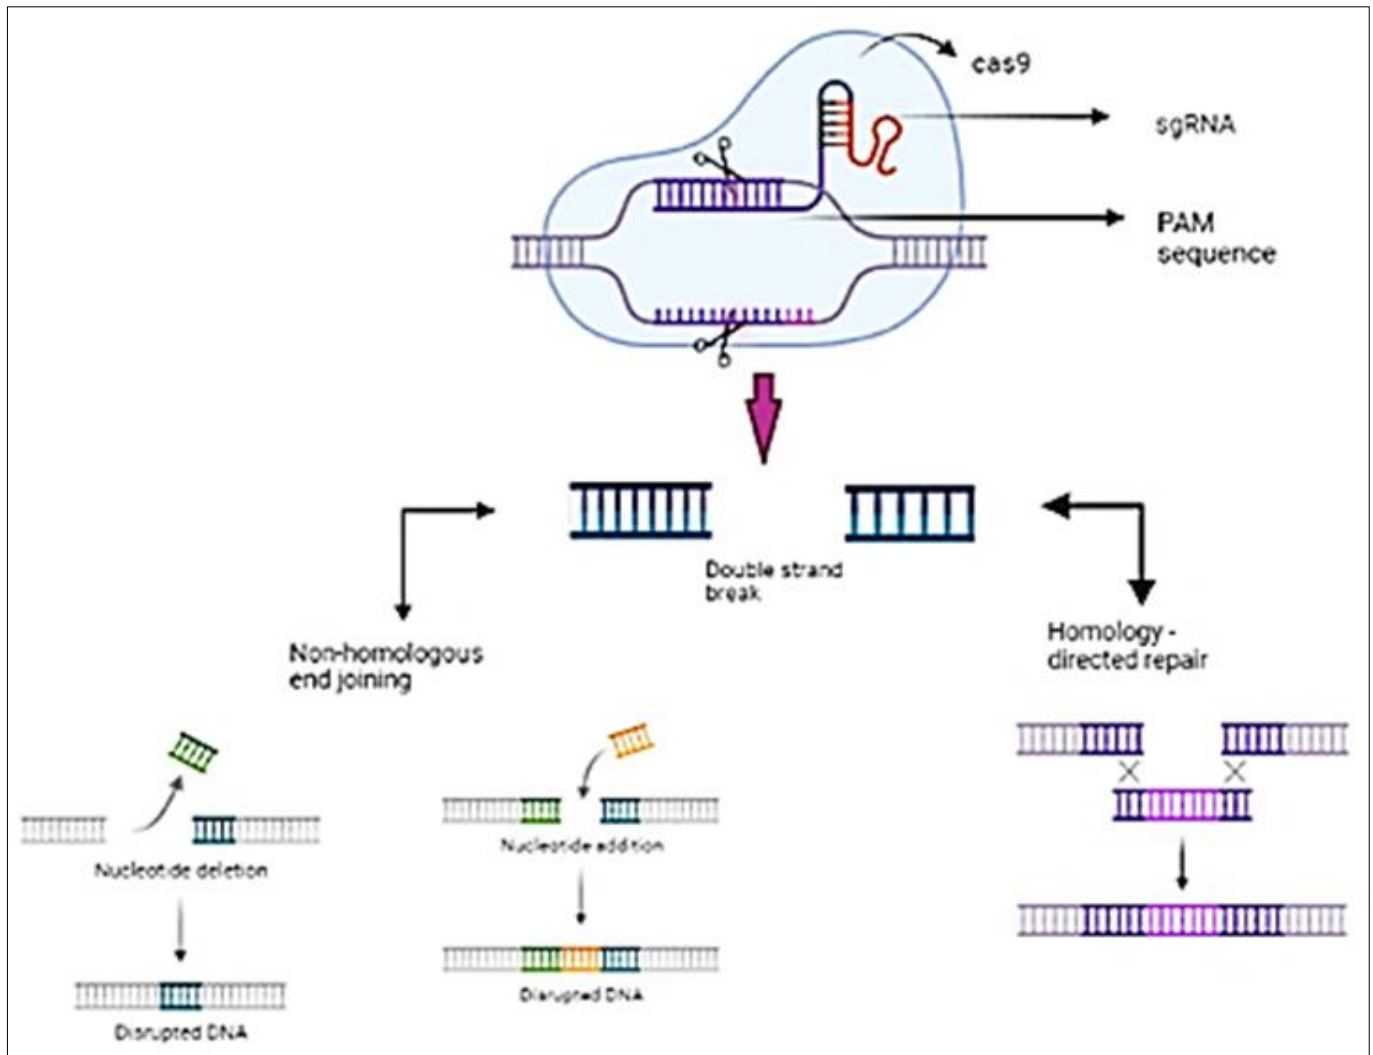 cas9
sgRNA
PAM
sequence
Double strand
break
Non-homologous
end joining
Homology -
directed repair
Nucleotide deletion
Nucleotide addition
Disrupted DNA
Disrupted DNA